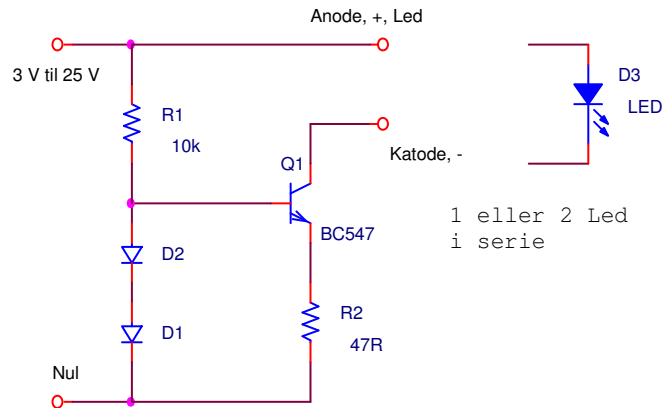 Anode, +, Led
3 V til 25 V
D3
LED
R1
10k
Q1
Katode, -
1 eller 2 Led
i serie
BC547
D2
R2
D1
47R
Nul